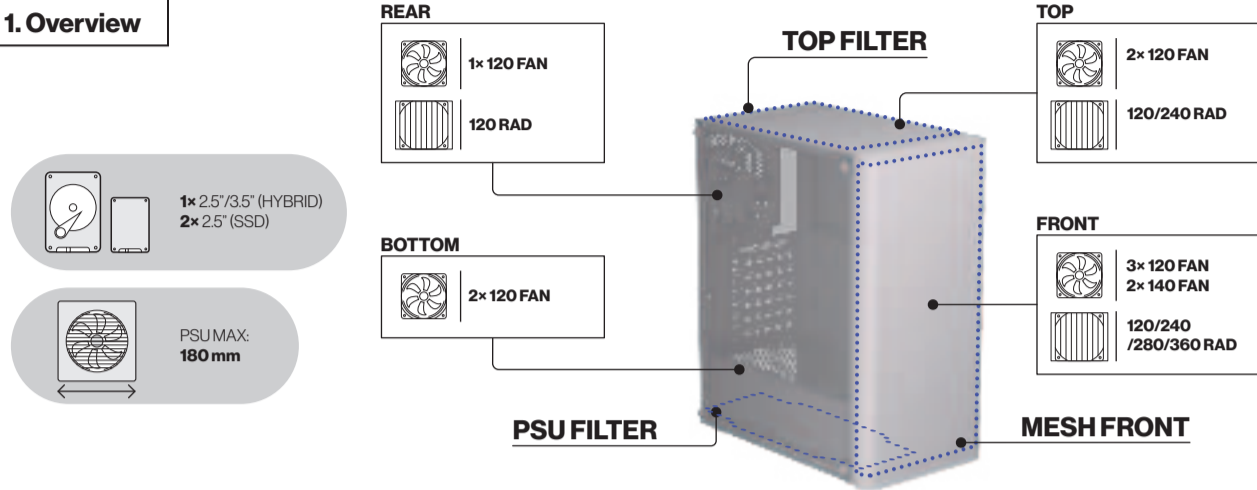 1. Overview
REAR
1× 120 FAN
120 RAD
TOP FILTER
TOP
2× 120 FAN
120/240 RAD
1× 2.5"/3.5" (HYBRID)
2× 2.5" (SSD)
BOTTOM
2× 120 FAN
FRONT
3× 120 FAN
2× 140 FAN
120/240
/280/360 RAD
PSU MAX:
180 mm
PSU FILTER
MESH FRONT